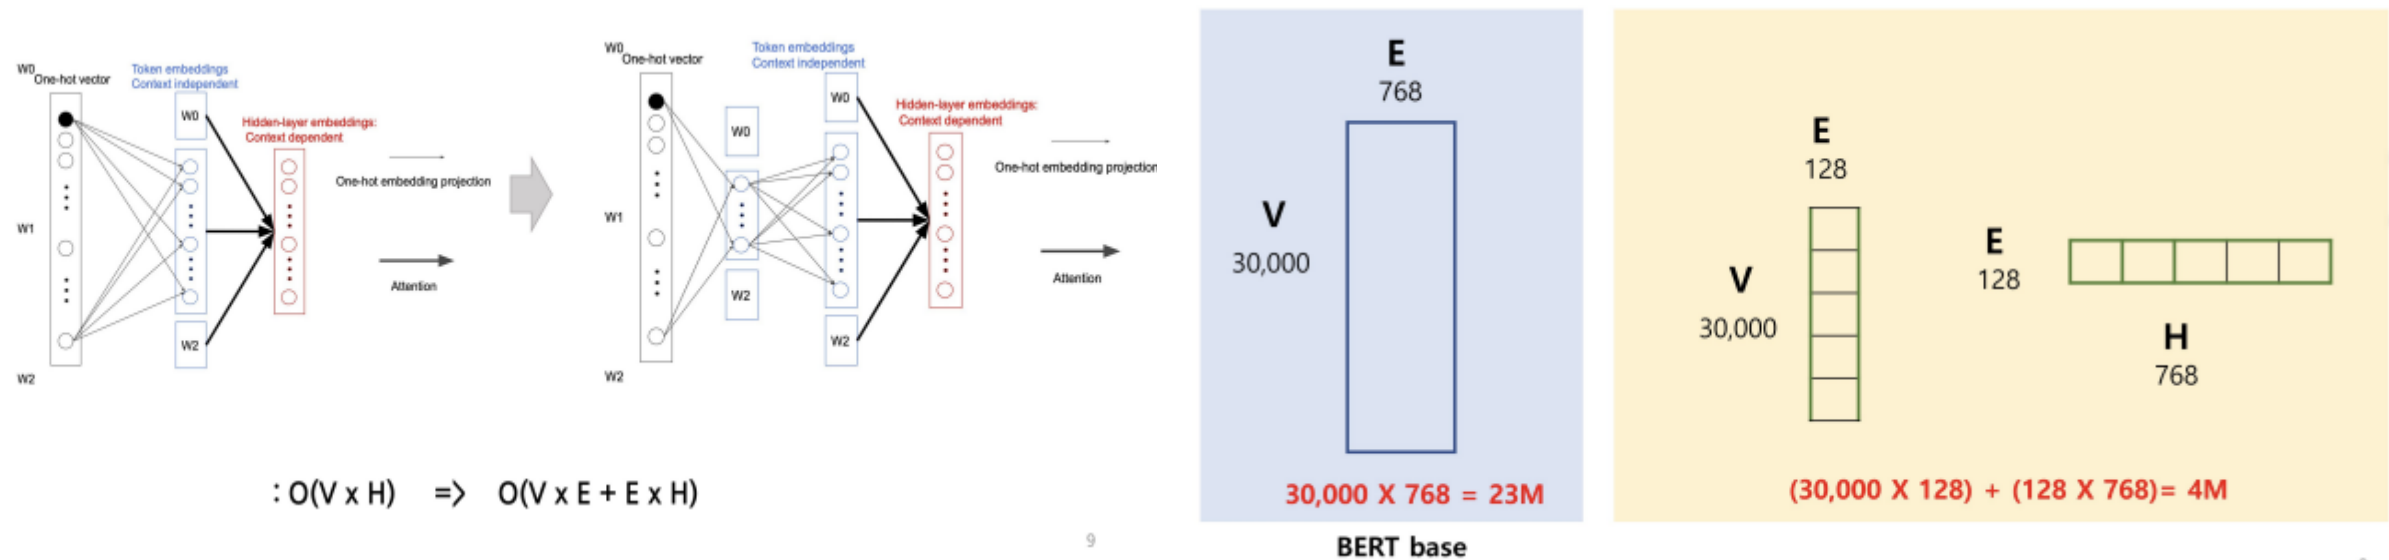 W0
One-hot vector
Token embeddings
Context independent
W0
Hidden-layer embeddings:
Context dependent
One-hot embedding projection
W1
Attention
W2
W2
W0
One-hot vector
Token embeddings
Context independent
W0
W0
Hidden-layer embeddings:
Context dependent
One-hot embedding projection
W1
Attention
W2
W2
W2
: O(V x H) => O(V x E + E x H)
9
E
768
V
30,000
30,000 X 768 = 23M
BERT base
E
128
V
30,000
E
128
H
768
(30,000 X 128) + (128 X 768)= 4M